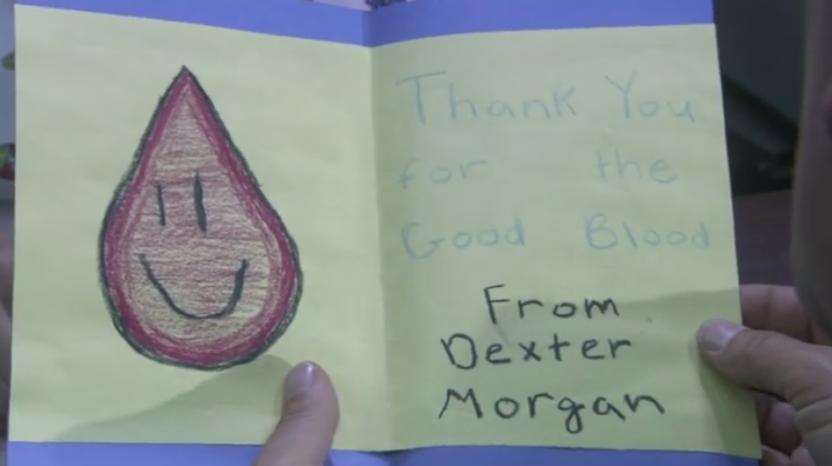 Thank You
for the
Good Blood
From
Dexter
Morgan